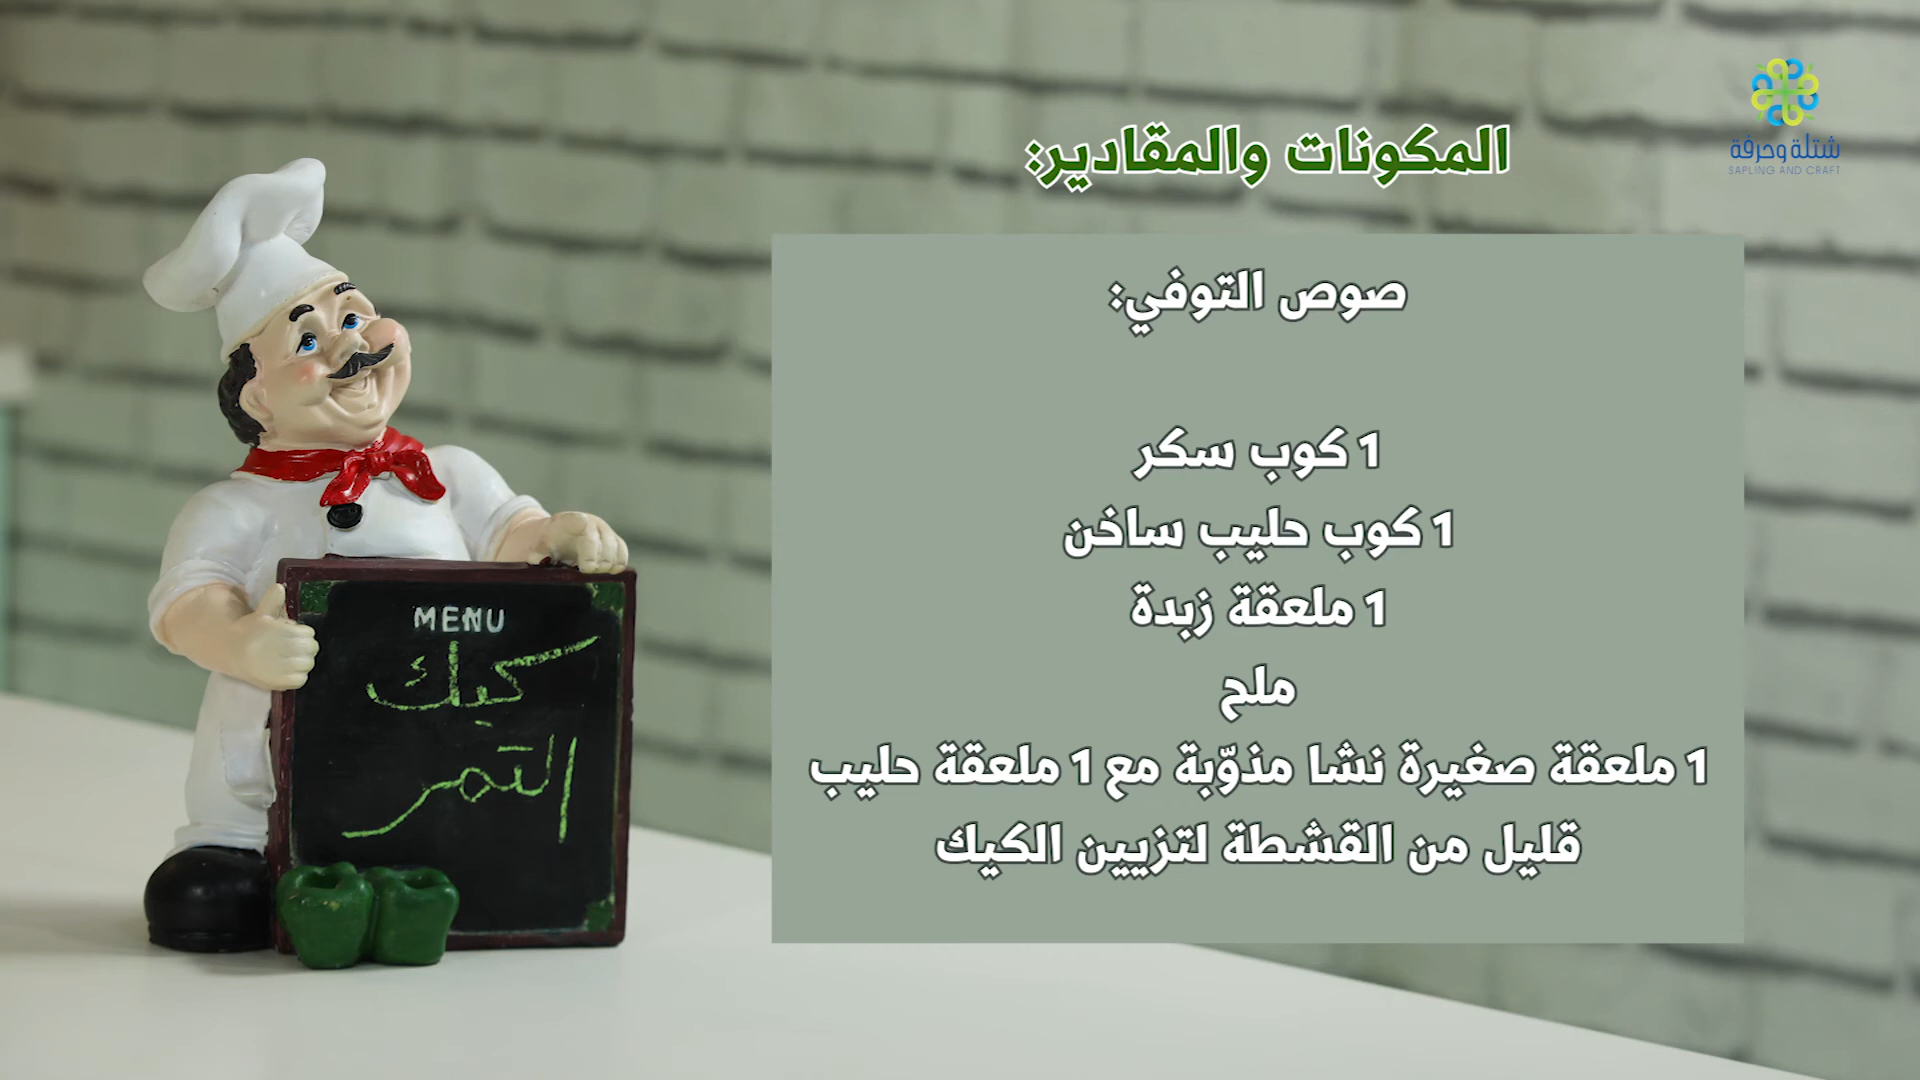 شتلة وحرفة
SAPLING AND CRAFT
المكونات والمقادير:
صوص التوفي:
1 كوب سكر
1 كوب حليب ساخن
1 ملعقة زبدة
ملح
1 ملعقة صغيرة نشا مذوّبة مع 1 ملعقة حليب
قليل من القشطة لتزيين الكيك
MENU
كيك
التمر